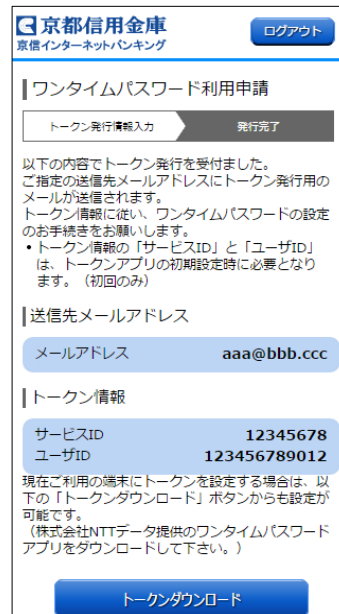 京都信用金庫
京信インターネットバンキング
ログアウト
ワンタイムパスワード利用申請
トークン発行情報入力
発行完了
以下の内容でトークン発行を受付ました。
ご指定の送信先メールアドレスにトークン発行用の
メールが送信されます。
トークン情報に従い、ワンタイムパスワードの設定
のお手続きをお願いします。
• トークン情報の「サービスID」と「ユーザID」
は、トークンアプリの初期設定時に必要となり
ます。（初回のみ）
送信先メールアドレス
メールアドレス aaa@bbb.ccc
トークン情報
サービスID 12345678
ユーザID 123456789012
現在ご利用の端末にトークンを設定する場合は、以
下の「トークンダウンロード」ボタンからも設定が
可能です。
（株式会社NTTデータ提供のワンタイムパスワード
アプリをダウンロードして下さい。）
トークンダウンロード